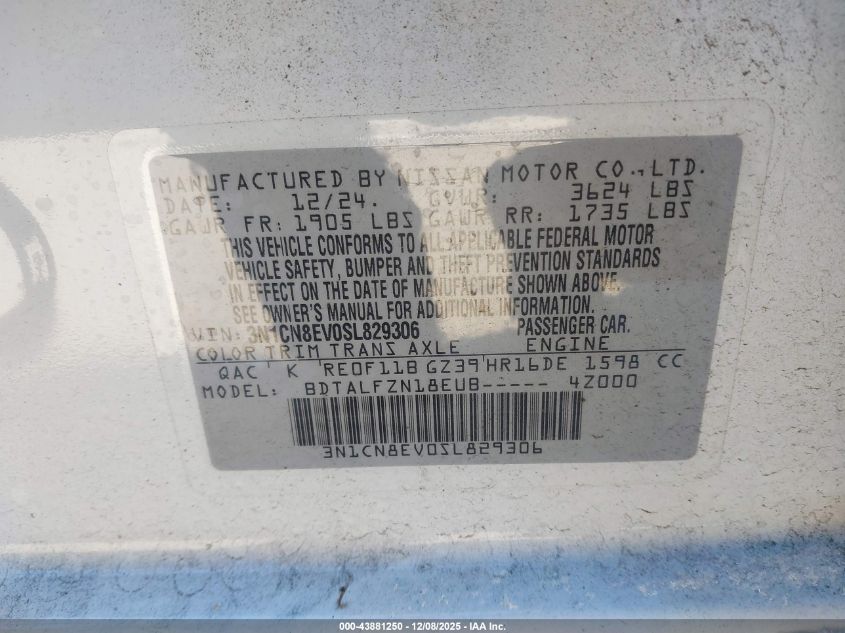 MANUFACTURED BY NISSAN MOTOR CO., LTD.
DATE: 12/24. GVWR: 3624 LBS
GAWR FR: 1905 LBS GAWR RR: 1735 LBS
THIS VEHICLE CONFORMS TO ALL APPLICABLE FEDERAL MOTOR
VEHICLE SAFETY, BUMPER AND THEFT PREVENTION STANDARDS
IN EFFECT ON THE DATE OF MANUFACTURE SHOWN ABOVE.
SEE OWNER'S MANUAL FOR ADDITIONAL INFORMATION.
VIN: 3N1CN8EV0SL829306 PASSENGER CAR.
COLOR TRIM TRANS AXLE ENGINE
QAC K RE0F11B GZ39 HR16DE 1598 CC
MODEL: BDTALFZN18EUB----- 4Z000
3N1CN8EV0SL829306
000-43881250 | 12/08/2025 - IAA, Inc.